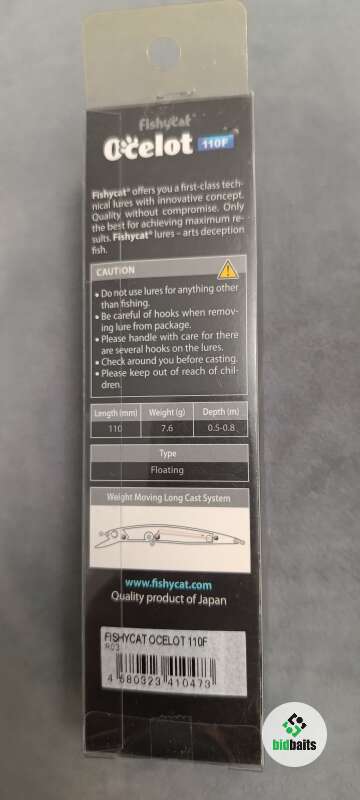 Fishycat®
Ocelot 110F
Fishycat® offers you a first-class tech-
nical lures with innovative concept.
Quality without compromise. Only
the best for achieving maximum re-
sults. Fishycat® lures – arts deception
fish.
CAUTION
• Do not use lures for anything other
than fishing.
• Be careful of hooks when remov-
ing lure from package.
• Please handle with care for there
are several hooks on the lures.
• Check around you before casting.
• Please keep out of reach of chil-
dren.
Length (mm) Weight (g) Depth (m)
110 7.6 0.5-0.8
Type
Floating
Weight Moving Long Cast System
www.fishycat.com
Quality product of Japan
FISHYCAT OCELOT 110F
R03
4 580323 410473
bidbaits